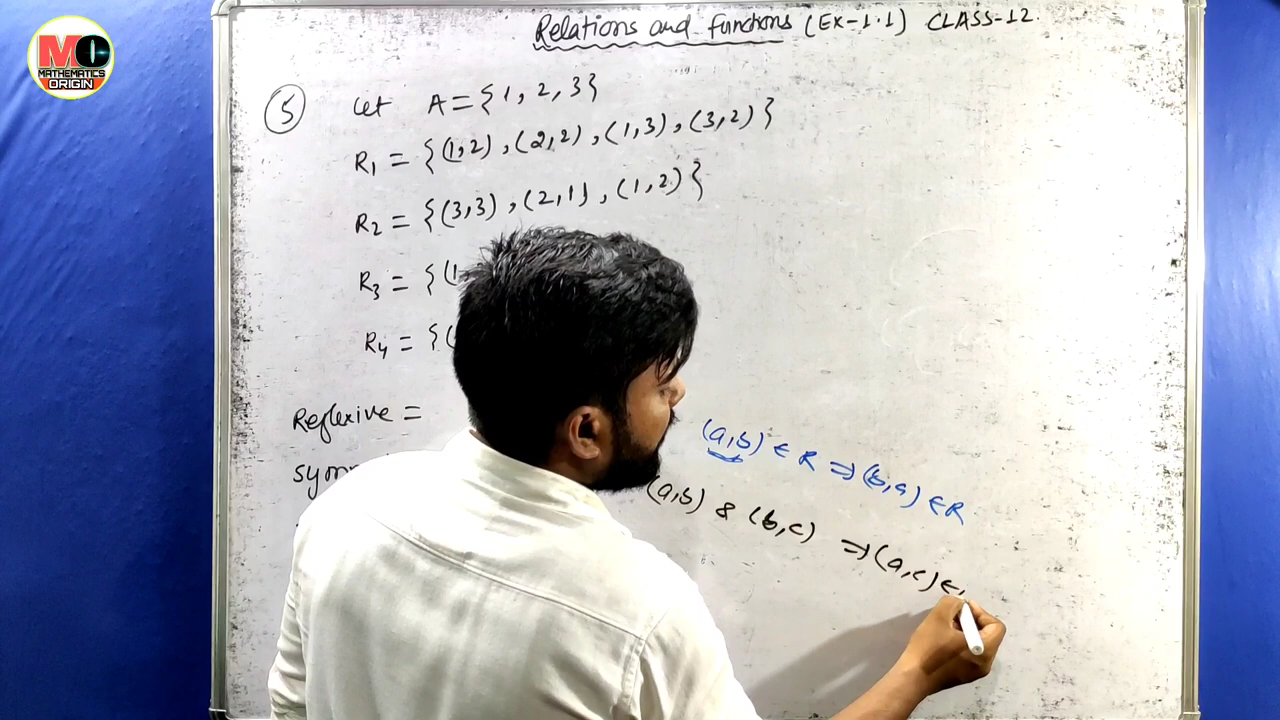 MO
MATHEMATICS
ORIGIN
Relations and functions (EX-1.1) CLASS-12.
5 Let A = {1, 2, 3}
R₁ = {(1,2), (2,2), (1,3), (3,2)}
R₂ = {(3,3), (2,1), (1,2)}
R₃ = {(1
R₄ = {(
Reflexive =
(a,b) ∈ R ⇒ (b,a) ∈ R
(a,b) & (b,c) ⇒ (a,c) ∈